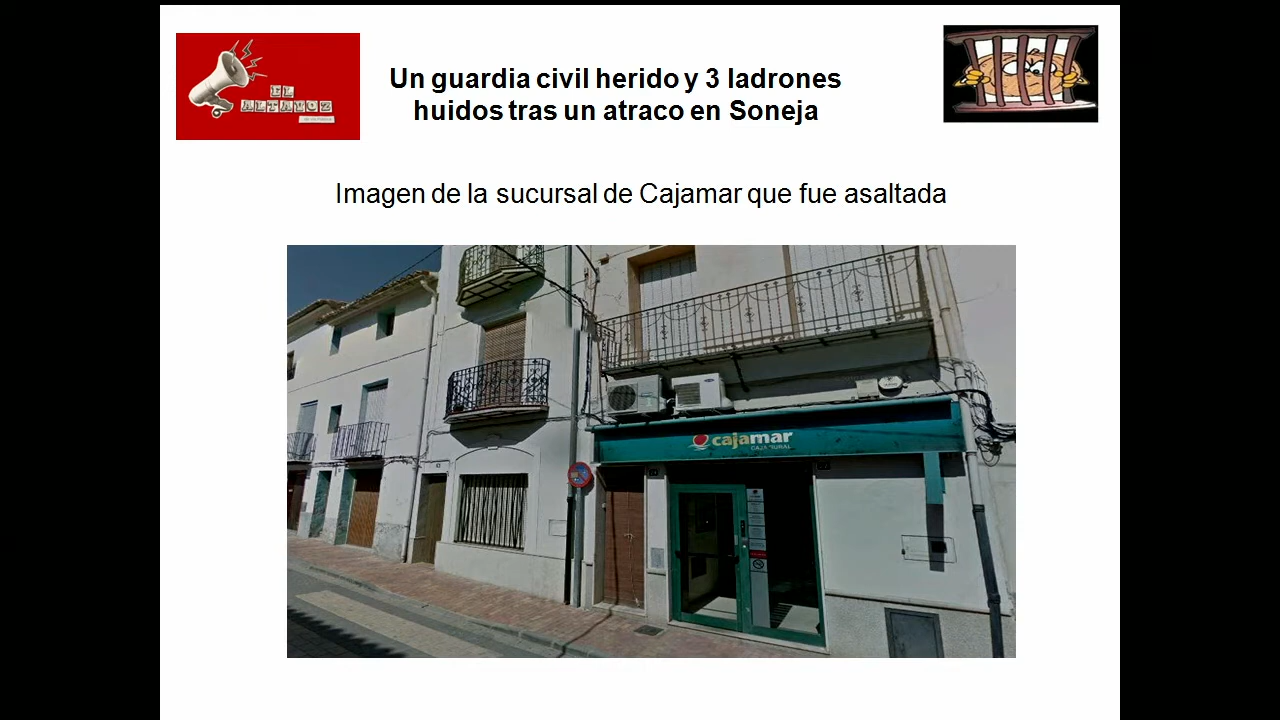 EL
ALTAVOZ
Un guardia civil herido y 3 ladrones
huidos tras un atraco en Soneja
Imagen de la sucursal de Cajamar que fue asaltada
cajamar
CAJA RURAL